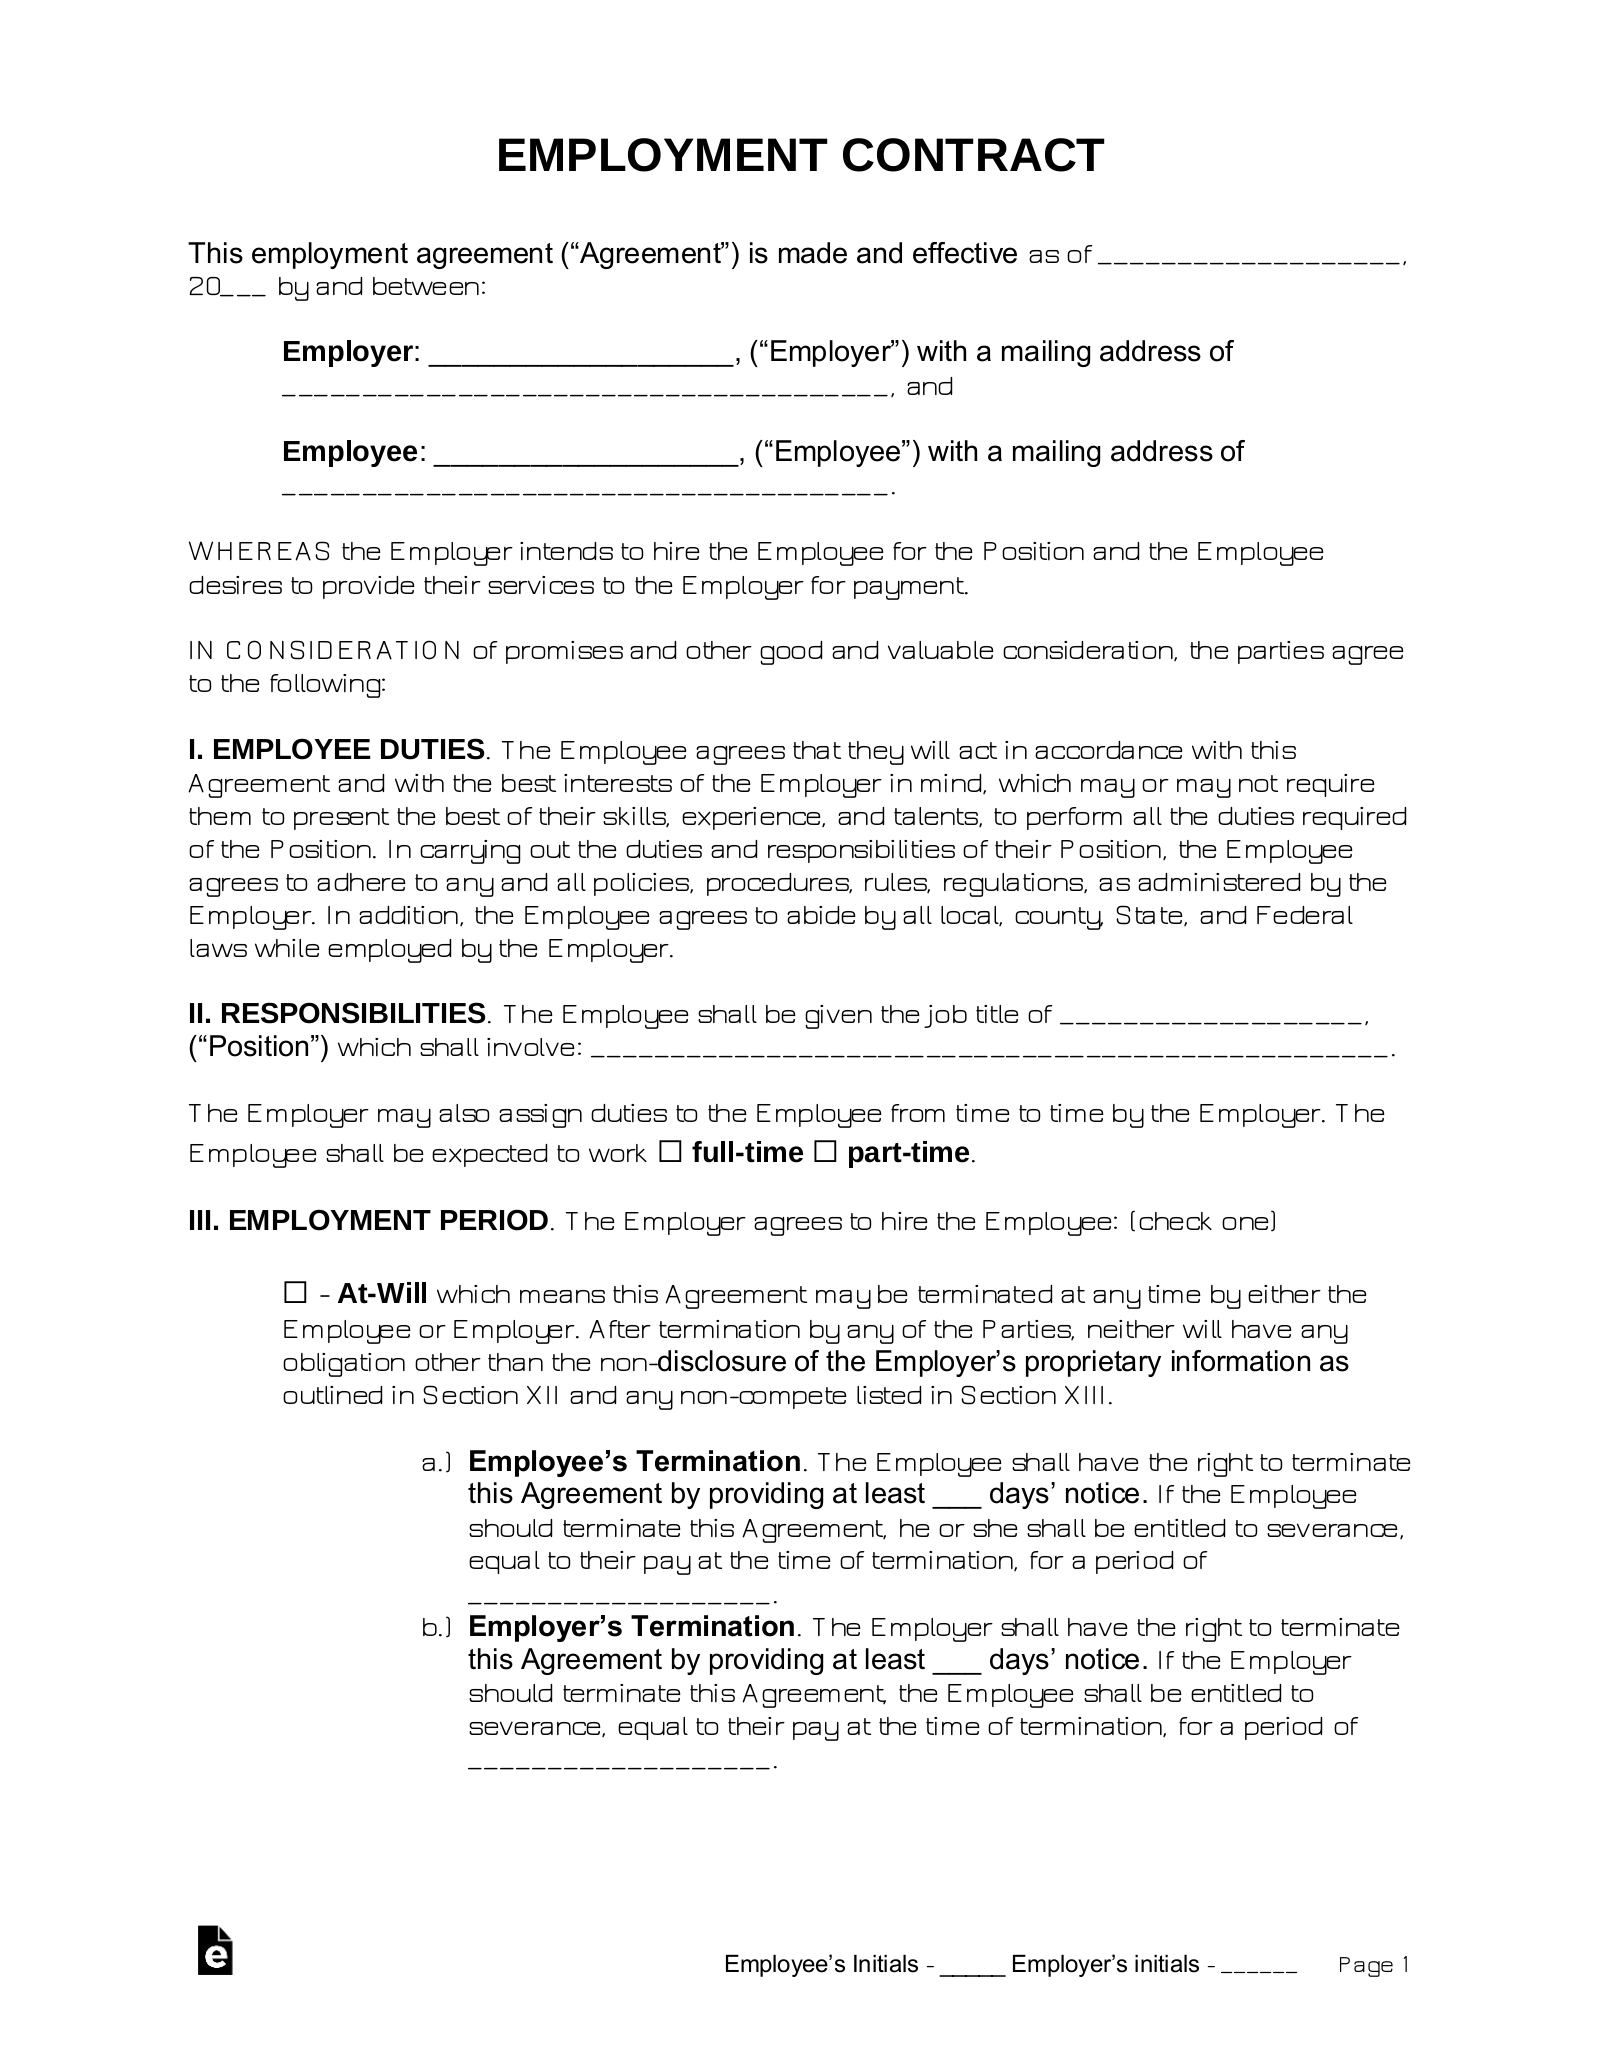 EMPLOYMENT CONTRACT
This employment agreement (“Agreement”) is made and effective as of ___________________,
20___ by and between:
Employer: ___________________, (“Employer”) with a mailing address of
______________________________________, and
Employee: ___________________, (“Employee”) with a mailing address of
______________________________________.
WHEREAS the Employer intends to hire the Employee for the Position and the Employee
desires to provide their services to the Employer for payment.
IN CONSIDERATION of promises and other good and valuable consideration, the parties agree
to the following:
I. EMPLOYEE DUTIES. The Employee agrees that they will act in accordance with this
Agreement and with the best interests of the Employer in mind, which may or may not require
them to present the best of their skills, experience, and talents, to perform all the duties required
of the Position. In carrying out the duties and responsibilities of their Position, the Employee
agrees to adhere to any and all policies, procedures, rules, regulations, as administered by the
Employer. In addition, the Employee agrees to abide by all local, county, State, and Federal
laws while employed by the Employer.
II. RESPONSIBILITIES. The Employee shall be given the job title of ___________________,
(“Position”) which shall involve: __________________________________________________.
The Employer may also assign duties to the Employee from time to time by the Employer. The
Employee shall be expected to work ☐ full-time ☐ part-time.
III. EMPLOYMENT PERIOD. The Employer agrees to hire the Employee: (check one)
☐ - At-Will which means this Agreement may be terminated at any time by either the
Employee or Employer. After termination by any of the Parties, neither will have any
obligation other than the non-disclosure of the Employer’s proprietary information as
outlined in Section XII and any non-compete listed in Section XIII.
a.) Employee’s Termination. The Employee shall have the right to terminate
this Agreement by providing at least ___ days’ notice. If the Employee
should terminate this Agreement, he or she shall be entitled to severance,
equal to their pay at the time of termination, for a period of
___________________.
b.) Employer’s Termination. The Employer shall have the right to terminate
this Agreement by providing at least ___ days’ notice. If the Employer
should terminate this Agreement, the Employee shall be entitled to
severance, equal to their pay at the time of termination, for a period of
___________________.
e
Employee’s Initials - _____ Employer’s initials - ______ Page 1